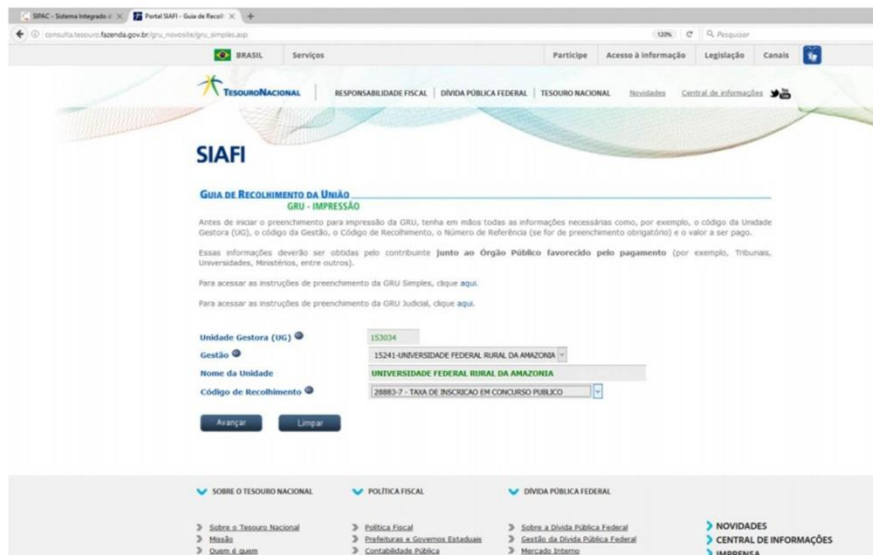 SIPAC - Sistema Integrado d
Portal SIAFI - Guia de Recolh
consulta.tesouro.fazenda.gov.br/gru_novosite/gru_simples.asp
120%
Pesquisar
BRASIL
Serviços
Participe
Acesso à informação
Legislação
Canais
TESOURONACIONAL
RESPONSABILIDADE FISCAL
DÍVIDA PÚBLICA FEDERAL
TESOURO NACIONAL
Novidades
Central de informações
SIAFI
GUIA DE RECOLHIMENTO DA UNIÃO
GRU - IMPRESSÃO
Antes de iniciar o preenchimento para impressão da GRU, tenha em mãos todas as informações necessárias como, por exemplo, o código da Unidade
Gestora (UG), o código da Gestão, o Código de Recolhimento, o Número de Referência (se for de preenchimento obrigatório) e o valor a ser pago.
Essas informações deverão ser obtidas pelo contribuinte junto ao Órgão Público favorecido pelo pagamento (por exemplo, Tribunais,
Universidades, Ministérios, entre outros).
Para acessar as instruções de preenchimento da GRU Simples, clique aqui.
Para acessar as instruções de preenchimento da GRU Judicial, clique aqui.
Unidade Gestora (UG)
153034
Gestão
15241-UNIVERSIDADE FEDERAL RURAL DA AMAZONIA
Nome da Unidade
UNIVERSIDADE FEDERAL RURAL DA AMAZONIA
Código de Recolhimento
28883-7 - TAXA DE INSCRICAO EM CONCURSO PUBLICO
Avançar
Limpar
SOBRE O TESOURO NACIONAL
POLÍTICA FISCAL
DÍVIDA PÚBLICA FEDERAL
Sobre o Tesouro Nacional
Política Fiscal
Sobre a Dívida Pública Federal
NOVIDADES
Missão
Prefeituras e Governos Estaduais
Gestão da Dívida Pública Federal
CENTRAL DE INFORMAÇÕES
Quem é quem
Contabilidade Pública
Mercado Interno
IMPRENSA